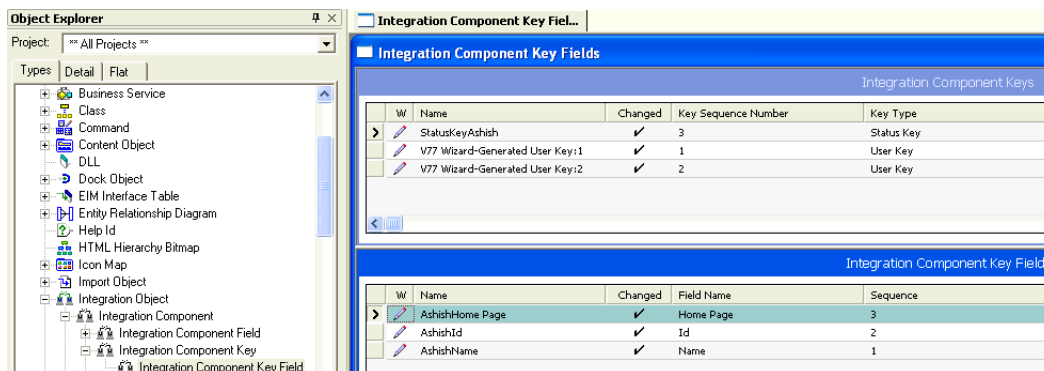 Object Explorer
Project: ** All Projects **
Types Detail Flat
Business Service
Class
Command
Content Object
DLL
Dock Object
EIM Interface Table
Entity Relationship Diagram
Help Id
HTML Hierarchy Bitmap
Icon Map
Import Object
Integration Object
Integration Component
Integration Component Field
Integration Component Key
Integration Component Key Field
Integration Component Key Fiel...
Integration Component Key Fields
Integration Component Keys
W Name Changed Key Sequence Number Key Type
StatusKeyAshish ✓ 3 Status Key
V77 Wizard-Generated User Key:1 ✓ 1 User Key
V77 Wizard-Generated User Key:2 ✓ 2 User Key
Integration Component Key Field
W Name Changed Field Name Sequence
AshishHome Page ✓ Home Page 3
AshishId ✓ Id 2
AshishName ✓ Name 1